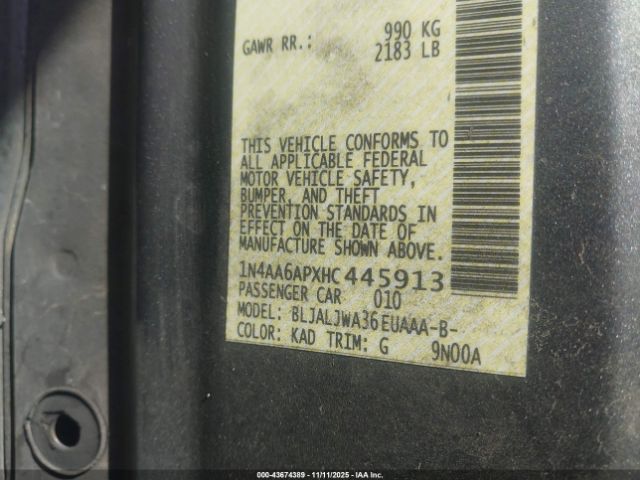 990 KG
GAWR RR.: 2183 LB
THIS VEHICLE CONFORMS TO
ALL APPLICABLE FEDERAL
MOTOR VEHICLE SAFETY,
BUMPER, AND THEFT
PREVENTION STANDARDS IN
EFFECT ON THE DATE OF
MANUFACTURE SHOWN ABOVE.
1N4AA6APXHC 445913
PASSENGER CAR 010
MODEL: BLJALJWA36EUAAA-B-
COLOR: KAD TRIM: G 9N00A
000-43674389 - 11/11/2025 - IAA Inc.